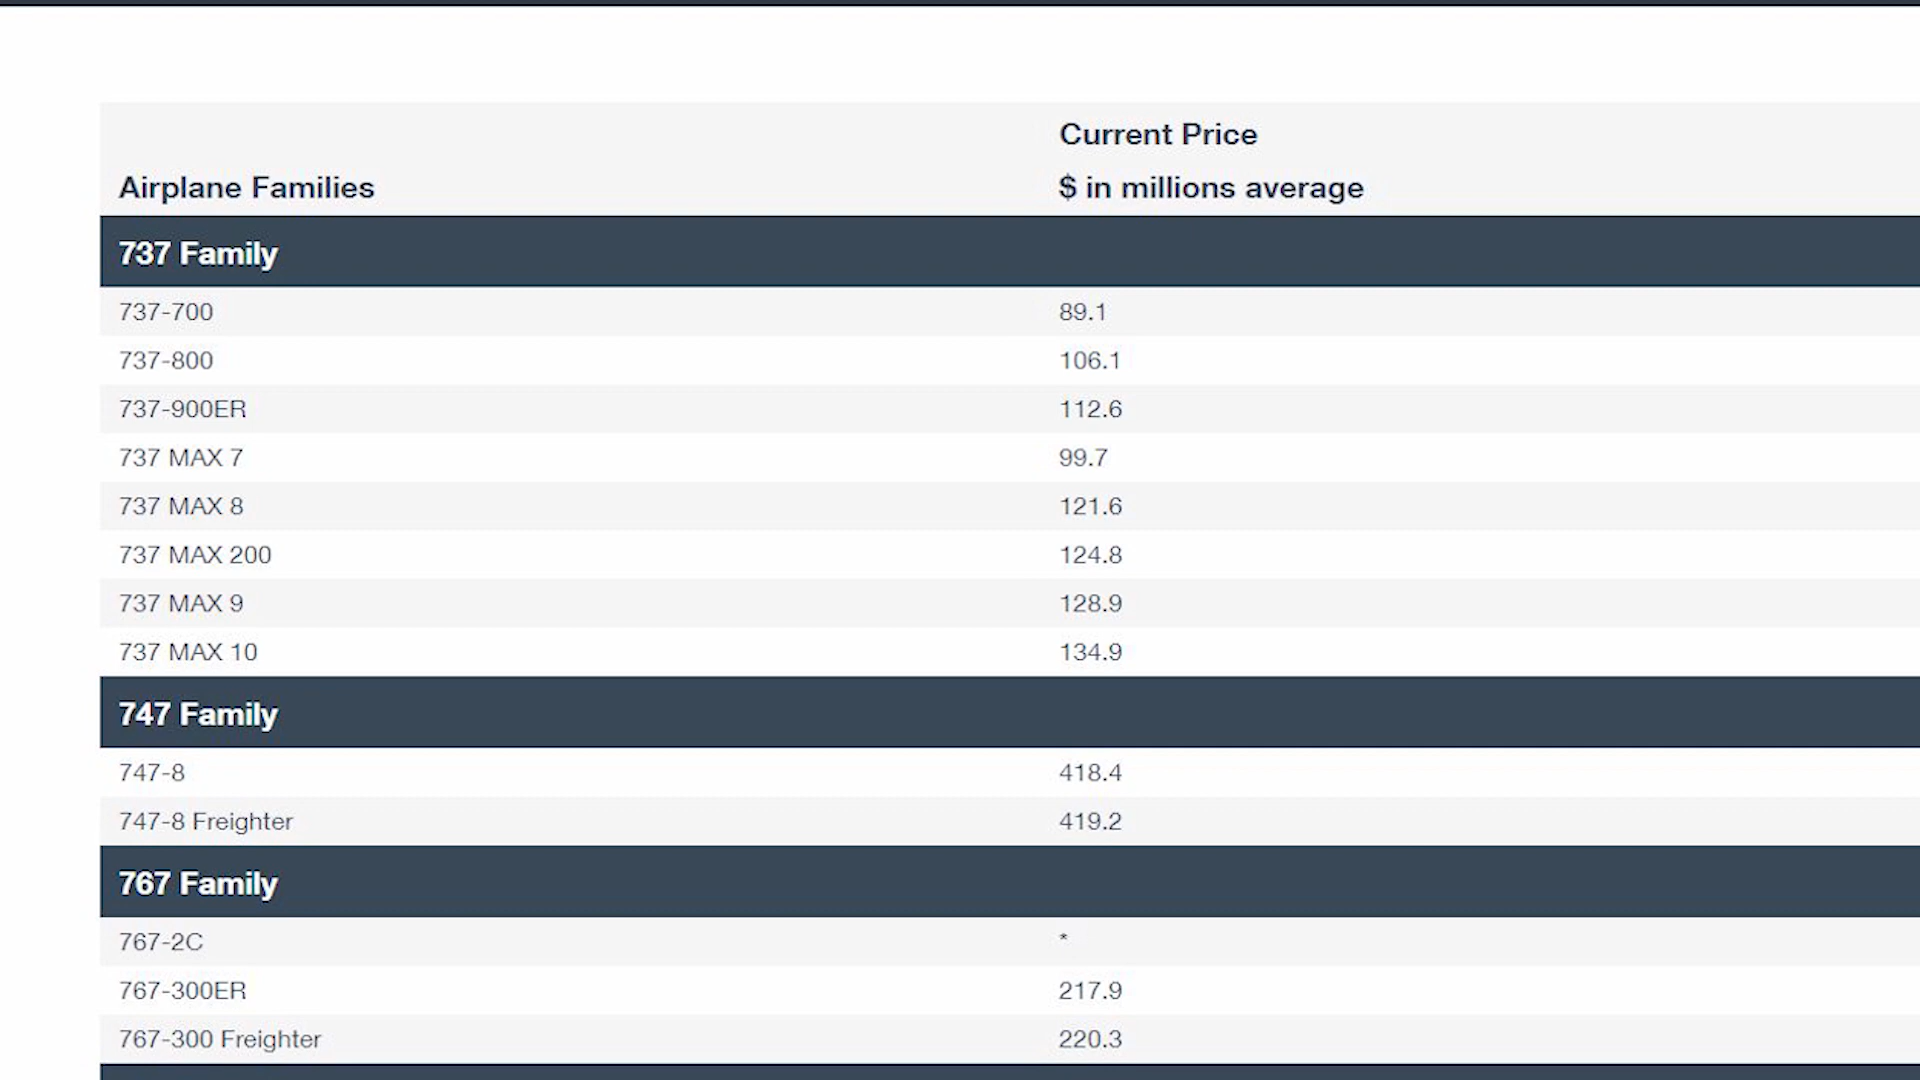 Current Price
Airplane Families $ in millions average
737 Family
737-700 89.1
737-800 106.1
737-900ER 112.6
737 MAX 7 99.7
737 MAX 8 121.6
737 MAX 200 124.8
737 MAX 9 128.9
737 MAX 10 134.9
747 Family
747-8 418.4
747-8 Freighter 419.2
767 Family
767-2C *
767-300ER 217.9
767-300 Freighter 220.3